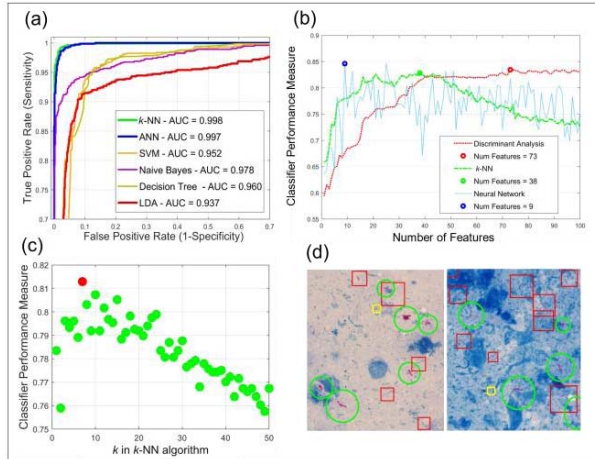 (a)
True Positive Rate (Sensitivity)
1
0.95
0.9
0.85
0.8
0.75
0.7
k-NN - AUC = 0.998
ANN - AUC = 0.997
SVM - AUC = 0.952
Naive Bayes - AUC = 0.978
Decision Tree - AUC = 0.960
LDA - AUC = 0.937
0 0.1 0.2 0.3 0.4 0.5 0.6 0.7
False Positive Rate (1-Specificity)
(b)
Classifier Performance Measure
0.9
0.85
0.8
0.75
0.7
0.65
0.6
0.55
Discriminant Analysis
Num Features = 73
k-NN
Num Features = 38
Neural Network
Num Features = 9
0 10 20 30 40 50 60 70 80 90 100
Number of Features
(c)
Classifier Performance Measure
0.82
0.81
0.8
0.79
0.78
0.77
0.76
0.75
0 10 20 30 40 50
k in k-NN algorithm
(d)